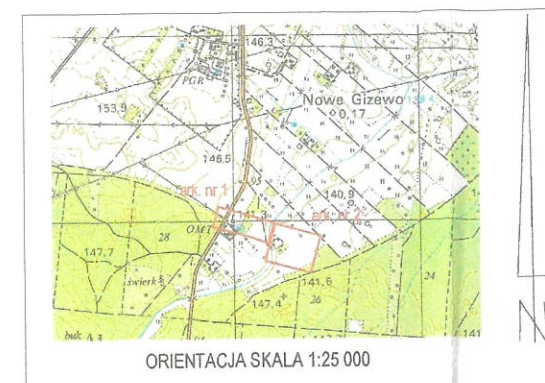 146,3
PGR
Nowe Gizewo
153,9
0,17
146,5
95
140,9
ark. nr 1
141,3
ark. nr 2
OMT
28
147,7
24
świerk
141,6
147,4
26
buk
141
ORIENTACJA SKALA 1:25 000